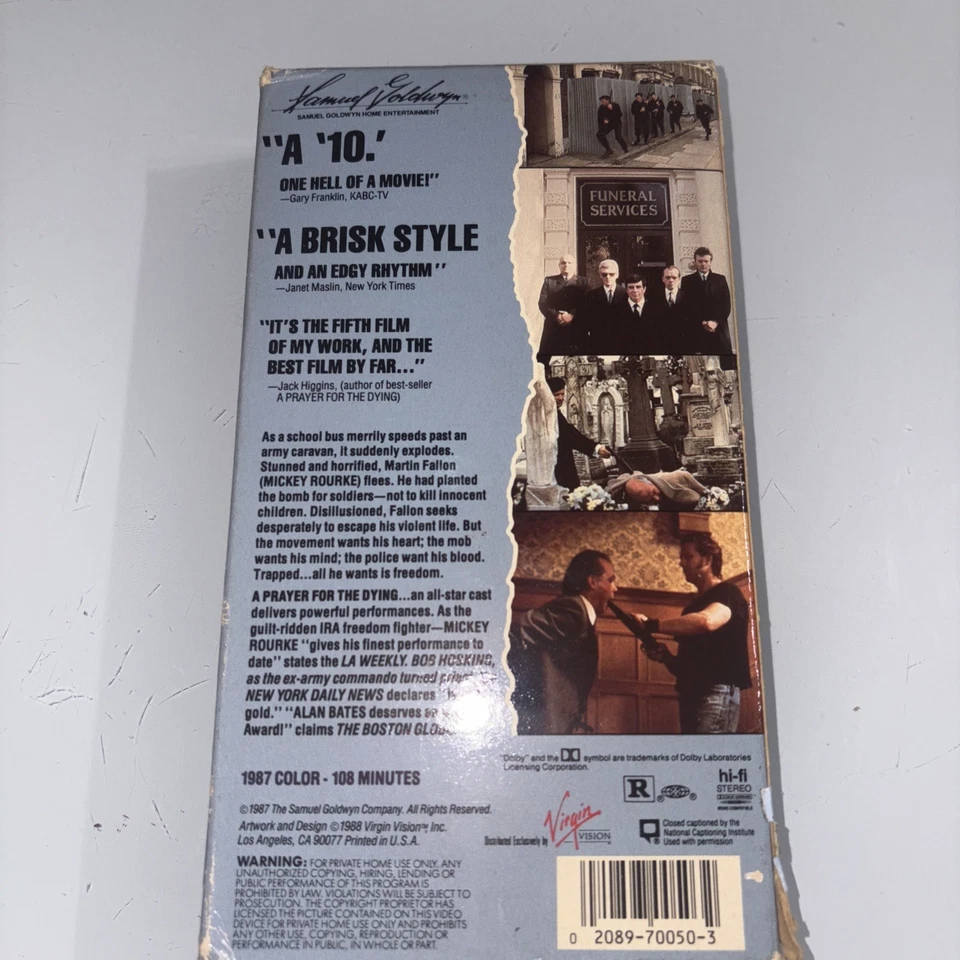 Samuel Goldwyn®
SAMUEL GOLDWYN HOME ENTERTAINMENT
"A '10.'
ONE HELL OF A MOVIE!"
—Gary Franklin, KABC-TV
"A BRISK STYLE
AND AN EDGY RHYTHM"
—Janet Maslin, New York Times
"IT'S THE FIFTH FILM
OF MY WORK, AND THE
BEST FILM BY FAR..."
—Jack Higgins, (author of best-seller
A PRAYER FOR THE DYING)
As a school bus merrily speeds past an
army caravan, it suddenly explodes.
Stunned and horrified, Martin Fallon
(MICKEY ROURKE) flees. He had planted
the bomb for soldiers—not to kill innocent
children. Disillusioned, Fallon seeks
desperately to escape his violent life. But
the movement wants his heart; the mob
wants his mind; the police want his blood.
Trapped...all he wants is freedom.
A PRAYER FOR THE DYING...an all-star cast
delivers powerful performances. As the
guilt-ridden IRA freedom fighter—MICKEY
ROURKE "gives his finest performance to
date" states the LA WEEKLY. BOB HOSKINS,
as the ex-army commando turned
NEW YORK DAILY NEWS declares
gold." "ALAN BATES deserves
Award!" claims THE BOSTON
1987 COLOR - 108 MINUTES
©1987 The Samuel Goldwyn Company. All Rights Reserved.
Artwork and Design ©1988 Virgin Vision™ Inc.
Los Angeles, CA 90077 Printed in U.S.A.
WARNING: FOR PRIVATE HOME USE ONLY. ANY
UNAUTHORIZED COPYING, HIRING, LENDING OR
PUBLIC PERFORMANCE OF THIS PROGRAM IS
PROHIBITED BY LAW. VIOLATIONS WILL BE SUBJECT TO
PROSECUTION. THE COPYRIGHT PROPRIETOR HAS
LICENSED THE PICTURE CONTAINED ON THIS VIDEO
DEVICE FOR PRIVATE HOME USE ONLY AND PROHIBITS
ANY OTHER USE, COPYING, REPRODUCTION OR
PERFORMANCE IN PUBLIC, IN WHOLE OR PART.
FUNERAL
SERVICES
"Dolby" and the symbol are trademarks of Dolby Laboratories
Licensing Corporation.
R
hi-fi
STEREO
Distributed Exclusively by
Virgin
VISION
Closed captioned by the
National Captioning Institute
Used with permission
0 2089-70050-3